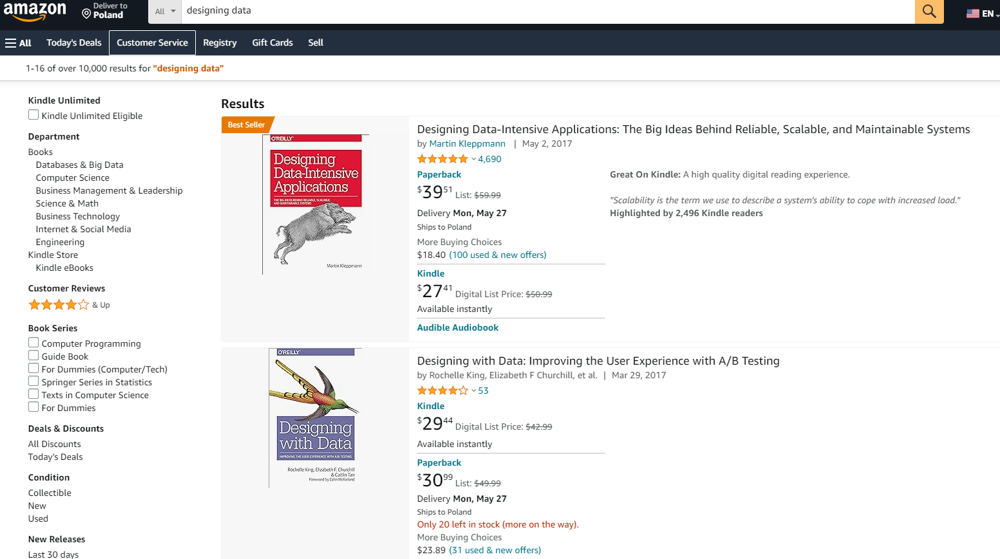 amazon
Deliver to
Poland
All
designing data
EN
All
Today's Deals
Customer Service
Registry
Gift Cards
Sell
1-16 of over 10,000 results for "designing data"
Kindle Unlimited
Kindle Unlimited Eligible
Department
Books
Databases & Big Data
Computer Science
Business Management & Leadership
Science & Math
Business Technology
Internet & Social Media
Engineering
Kindle Store
Kindle eBooks
Customer Reviews
& Up
Book Series
Computer Programming
Guide Book
For Dummies (Computer/Tech)
Springer Series in Statistics
Texts in Computer Science
For Dummies
Deals & Discounts
All Discounts
Today's Deals
Condition
Collectible
New
Used
New Releases
Last 30 days
Results
Best Seller
O'REILLY'
Designing
Data-Intensive
Applications
THE BIG IDEAS BEHIND RELIABLE, SCALABLE,
AND MAINTAINABLE SYSTEMS
Martin Kleppmann
Designing Data-Intensive Applications: The Big Ideas Behind Reliable, Scalable, and Maintainable Systems
by Martin Kleppmann | May 2, 2017
4,690
Paperback
$39 51 List: $59.99
Delivery Mon, May 27
Ships to Poland
More Buying Choices
$18.40 (100 used & new offers)
Kindle
$27 41 Digital List Price: $50.99
Available instantly
Audible Audiobook
Great On Kindle: A high quality digital reading experience.
"Scalability is the term we use to describe a system's ability to cope with increased load."
Highlighted by 2,496 Kindle readers
O'REILLY'
Designing
with Data
IMPROVING THE USER EXPERIENCE WITH A/B TESTING
Rochelle King, Elizabeth F. Churchill
& Caitlin Tan
Foreword by Colin McFarland
Designing with Data: Improving the User Experience with A/B Testing
by Rochelle King, Elizabeth F Churchill, et al. | Mar 29, 2017
53
Kindle
$29 44 Digital List Price: $42.99
Available instantly
Paperback
$30 99 List: $49.99
Delivery Mon, May 27
Ships to Poland
Only 20 left in stock (more on the way).
More Buying Choices
$23.89 (31 used & new offers)